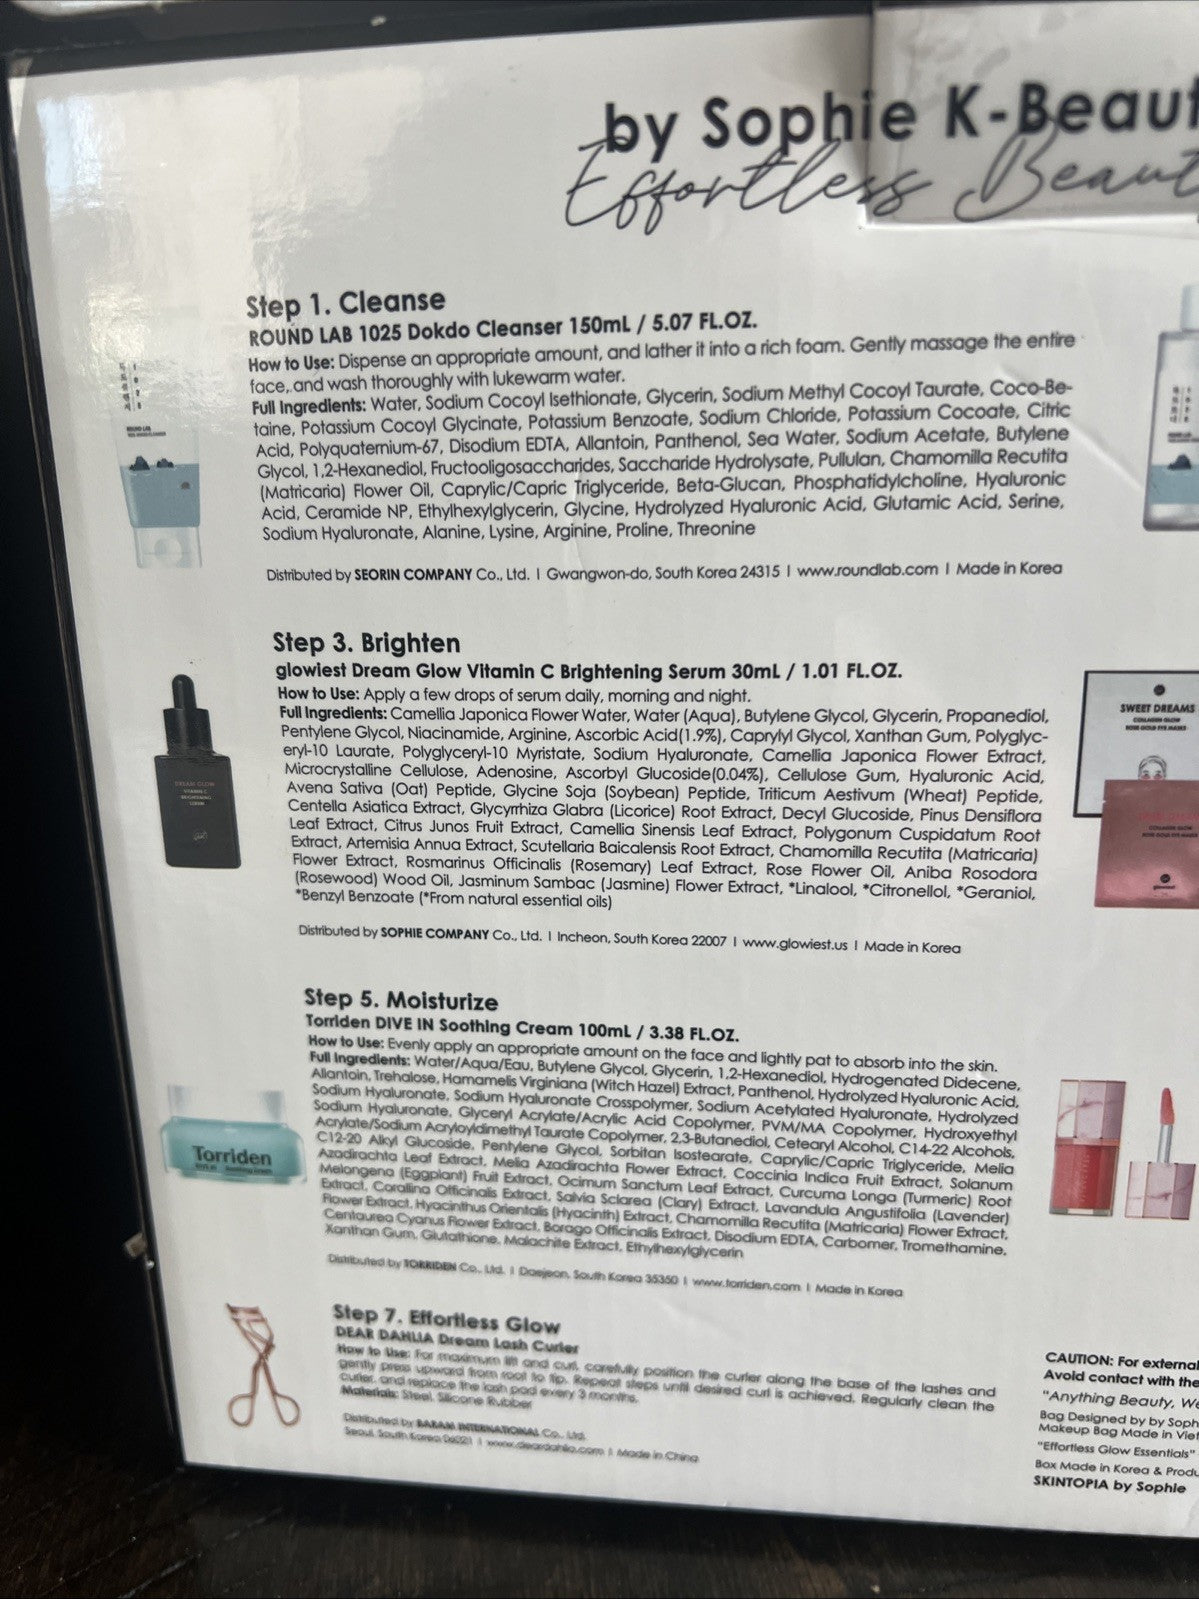 by Sophie K-Beaut
Effortless Beaut
Step 1. Cleanse
ROUND LAB 1025 Dokdo Cleanser 150mL / 5.07 FL.OZ.
How to Use: Dispense an appropriate amount, and lather it into a rich foam. Gently massage the entire
face, and wash thoroughly with lukewarm water.
Full Ingredients: Water, Sodium Cocoyl Isethionate, Glycerin, Sodium Methyl Cocoyl Taurate, Coco-Be-
taine, Potassium Cocoyl Glycinate, Potassium Benzoate, Sodium Chloride, Potassium Cocoate, Citric
Acid, Polyquaternium-67, Disodium EDTA, Allantoin, Panthenol, Sea Water, Sodium Acetate, Butylene
Glycol, 1,2-Hexanediol, Fructooligosaccharides, Saccharide Hydrolysate, Pullulan, Chamomilla Recutita
(Matricaria) Flower Oil, Caprylic/Capric Triglyceride, Beta-Glucan, Phosphatidylcholine, Hyaluronic
Acid, Ceramide NP, Ethylhexylglycerin, Glycine, Hydrolyzed Hyaluronic Acid, Glutamic Acid, Serine,
Sodium Hyaluronate, Alanine, Lysine, Arginine, Proline, Threonine
Distributed by SEORIN COMPANY Co., Ltd. | Gwangwon-do, South Korea 24315 | www.roundlab.com | Made in Korea
ROUND LAB
Step 3. Brighten
glowiest Dream Glow Vitamin C Brightening Serum 30mL / 1.01 FL.OZ.
How to Use: Apply a few drops of serum daily, morning and night.
Full Ingredients: Camellia Japonica Flower Water, Water (Aqua), Butylene Glycol, Glycerin, Propanediol,
Pentylene Glycol, Niacinamide, Arginine, Ascorbic Acid(1.9%), Caprylyl Glycol, Xanthan Gum, Polyglyc-
eryl-10 Laurate, Polyglyceryl-10 Myristate, Sodium Hyaluronate, Camellia Japonica Flower Extract,
Microcrystalline Cellulose, Adenosine, Ascorbyl Glucoside(0.04%), Cellulose Gum, Hyaluronic Acid,
Avena Sativa (Oat) Peptide, Glycine Soja (Soybean) Peptide, Triticum Aestivum (Wheat) Peptide,
Centella Asiatica Extract, Glycyrrhiza Glabra (Licorice) Root Extract, Decyl Glucoside, Pinus Densiflora
Leaf Extract, Citrus Junos Fruit Extract, Camellia Sinensis Leaf Extract, Polygonum Cuspidatum Root
Extract, Artemisia Annua Extract, Scutellaria Baicalensis Root Extract, Chamomilla Recutita (Matricaria)
Flower Extract, Rosmarinus Officinalis (Rosemary) Leaf Extract, Rose Flower Oil, Aniba Rosodora
(Rosewood) Wood Oil, Jasminum Sambac (Jasmine) Flower Extract, *Linalool, *Citronellol, *Geraniol,
*Benzyl Benzoate (*From natural essential oils)
Distributed by SOPHIE COMPANY Co., Ltd. | Incheon, South Korea 22007 | www.glowiest.us | Made in Korea
DREAM GLOW
VITAMIN C
BRIGHTENING
SERUM
SWEET DREAMS
COLLAGEN GLOW
ROSE GOLD EYE MASKS
COLLAGEN GLOW
ROSE GOLD EYE MASKS
glowiest
Step 5. Moisturize
Torriden DIVE IN Soothing Cream 100mL / 3.38 FL.OZ.
How to Use: Evenly apply an appropriate amount on the face and lightly pat to absorb into the skin.
Full Ingredients: Water/Aqua/Eau, Butylene Glycol, Glycerin, 1,2-Hexanediol, Hydrogenated Didecene,
Allantoin, Trehalose, Hamamelis Virginiana (Witch Hazel) Extract, Panthenol, Hydrolyzed Hyaluronic Acid,
Sodium Hyaluronate, Sodium Hyaluronate Crosspolymer, Sodium Acetylated Hyaluronate, Hydrolyzed
Sodium Hyaluronate, Glyceryl Acrylate/Acrylic Acid Copolymer, PVM/MA Copolymer, Hydroxyethyl
Acrylate/Sodium Acryloyldimethyl Taurate Copolymer, 2,3-Butanediol, Cetearyl Alcohol, C14-22 Alcohols,
C12-20 Alkyl Glucoside, Pentylene Glycol, Sorbitan Isostearate, Caprylic/Capric Triglyceride, Melia
Azadirachta Leaf Extract, Melia Azadirachta Flower Extract, Coccinia Indica Fruit Extract, Solanum
Melongena (Eggplant) Fruit Extract, Ocimum Sanctum Leaf Extract, Curcuma Longa (Turmeric) Root
Extract, Corallina Officinalis Extract, Salvia Sclarea (Clary) Extract, Lavandula Angustifolia (Lavender)
Flower Extract, Hyacinthus Orientalis (Hyacinth) Extract, Chamomilla Recutita (Matricaria) Flower Extract,
Centaurea Cyanus Flower Extract, Borago Officinalis Extract, Disodium EDTA, Carbomer, Tromethamine,
Xanthan Gum, Glutathione, Malachite Extract, Ethylhexylglycerin
Distributed by TORRIDEN Co., Ltd. | Daejeon, South Korea 35350 | www.torriden.com | Made in Korea
Torriden
Step 7. Effortless Glow
DEAR DAHLIA Dream Lash Curler
How to Use: For maximum lift and curl, carefully position the curler along the base of the lashes and
gently press upward from root to tip. Repeat steps until desired curl is achieved. Regularly clean the
curler, and replace the lash pad every 3 months.
Materials: Steel, Silicone Rubber
Distributed by BARAM INTERNATIONAL Co., Ltd.
Seoul, South Korea 06221 | www.deardahlia.com | Made in China
CAUTION: For external
Avoid contact with the
"Anything Beauty, We
Bag Designed by by Soph
Makeup Bag Made in Viet
"Effortless Glow Essentials"
Box Made in Korea & Produ
SKINTOPIA by Sophie